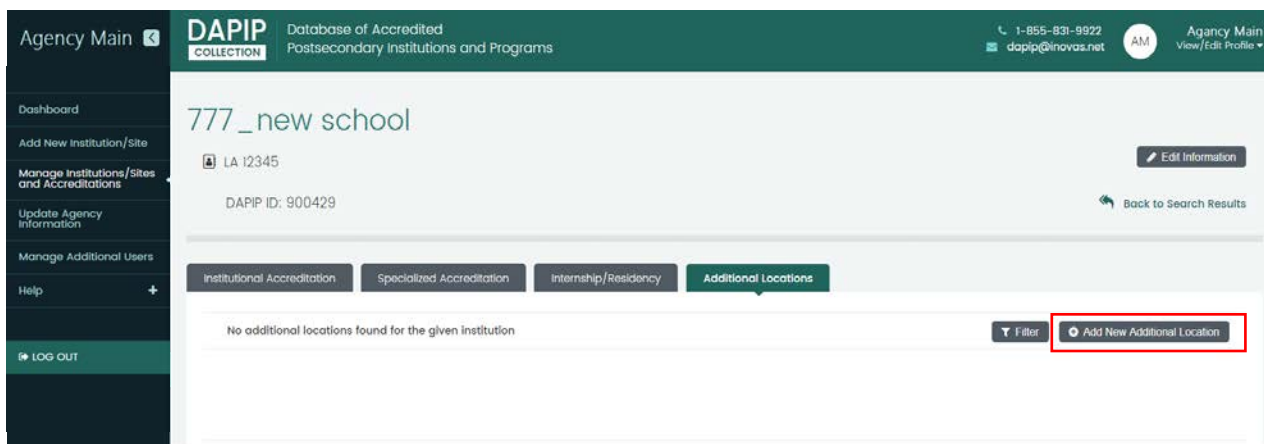 Agency Main
DAPIP
COLLECTION
Database of Accredited
Postsecondary Institutions and Programs
1-855-831-9922
dapip@inovas.net
AM
Agancy Main
View/Edit Profile
Dashboard
Add New Institution/Site
Manage Institutions/Sites
and Accreditations
Update Agency
Information
Manage Additional Users
Help +
LOG OUT
777_new school
LA 12345
Edit Information
DAPIP ID: 900429
Back to Search Results
Institutional Accreditation
Specialized Accreditation
Internship/Residency
Additional Locations
No additional locations found for the given institution
Filter
Add New Additional Location